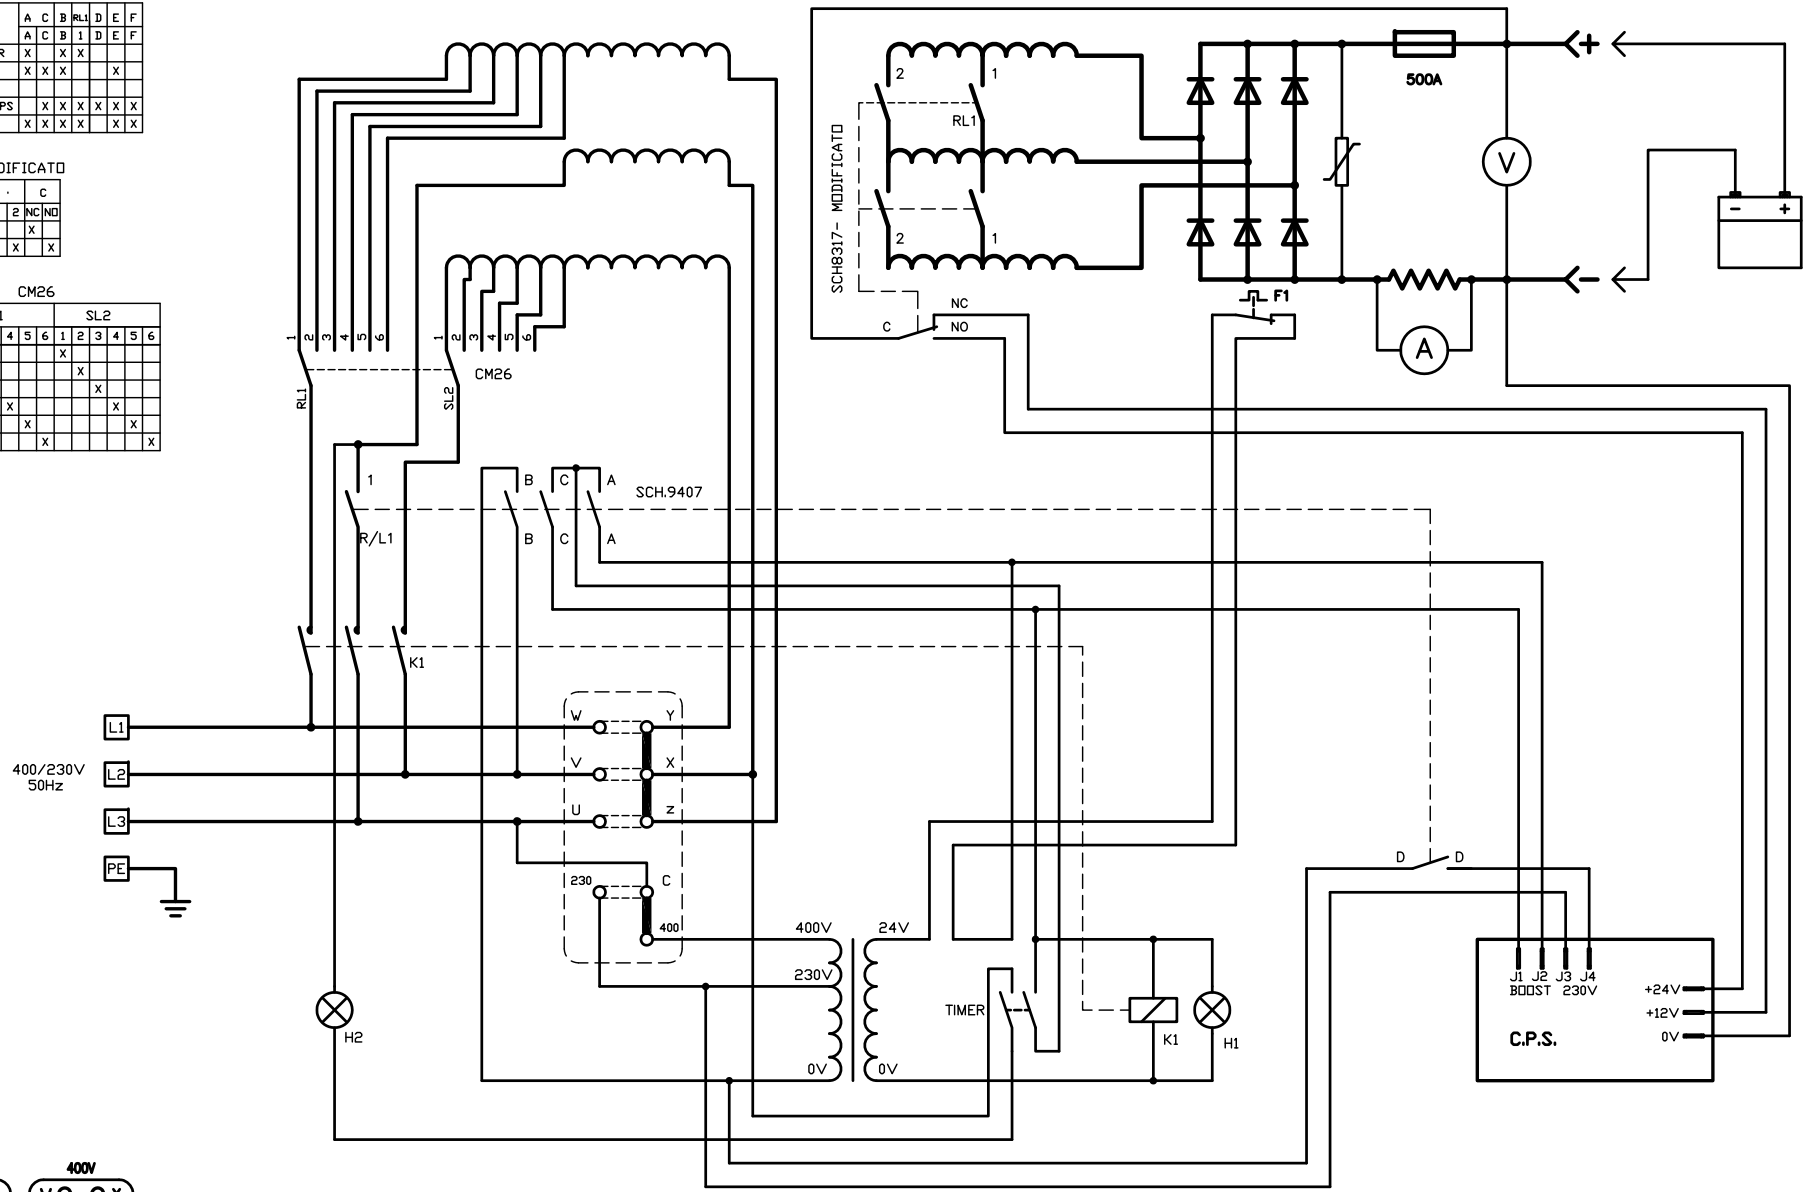 A C B RL1 D E F
A C B 1 D E F
R X X X
X X X X
PS X X X X X X
X X X X X X
DIFICATO
C
2 NC NO
X
X X
CM26
SL2
4 5 6 1 2 3 4 5 6
X
X
X
X X
X X
X X
1 2 3 4 5 6
1 2 3 4 5 6
RL1
SL2
CM26
1
R/L1
B C A
SCH.9407
B C A
K1
2 1
RL1
2 1
SCH8317- MODIFICATO
C
NC
NO
F1
500A
+
V
-
A
- +
L1
L2
L3
PE
400/230V
50Hz
W Y
V X
U Z
230 C
400
H2
400V
230V
0V
24V
0V
TIMER
K1
H1
D D
J1 J2 J3 J4
BOOST 230V
+24V
+12V
0V
C.P.S.
400V
V X